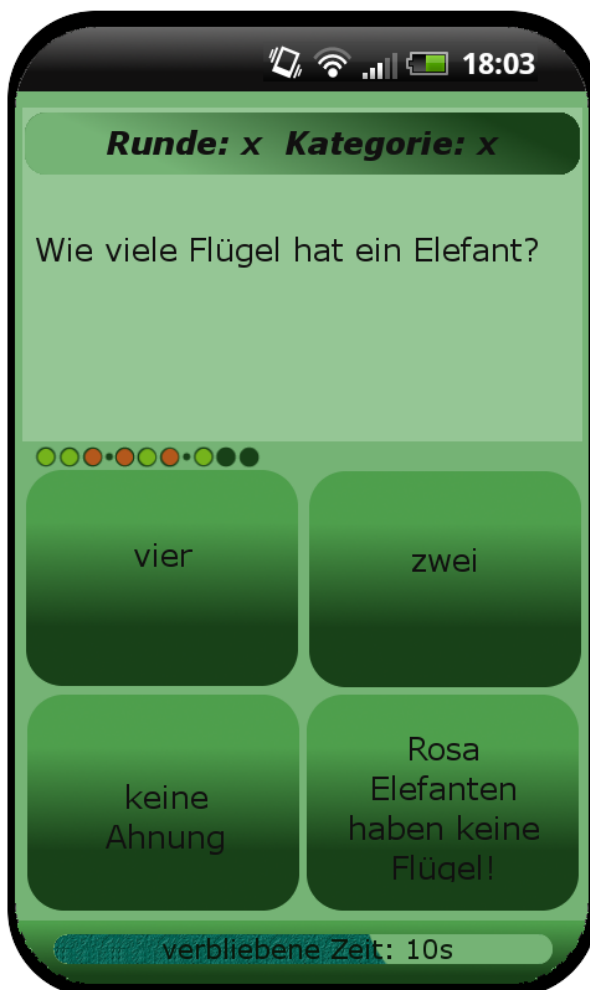 18:03
Runde: x Kategorie: x
Wie viele Flügel hat ein Elefant?
vier
zwei
keine
Ahnung
Rosa
Elefanten
haben keine
Flügel!
verbliebene Zeit: 10s